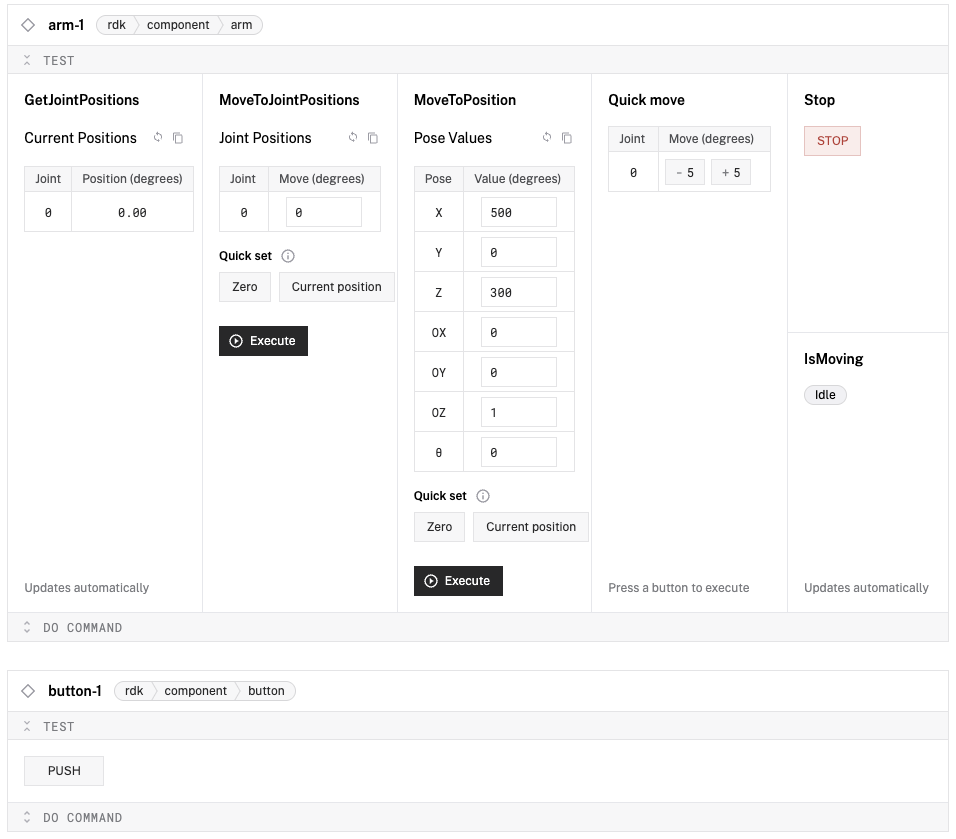 arm-1 rdk component arm
TEST
GetJointPositions
Current Positions
Joint Position (degrees)
0 0.00
Updates automatically
MoveToJointPositions
Joint Positions
Joint Move (degrees)
0 0
Quick set
Zero Current position
Execute
MoveToPosition
Pose Values
Pose Value (degrees)
X 500
Y 0
Z 300
OX 0
OY 0
OZ 1
θ 0
Quick set
Zero Current position
Execute
Quick move
Joint Move (degrees)
0 - 5 + 5
Press a button to execute
Stop
STOP
IsMoving
Idle
Updates automatically
DO COMMAND
button-1 rdk component button
TEST
PUSH
DO COMMAND